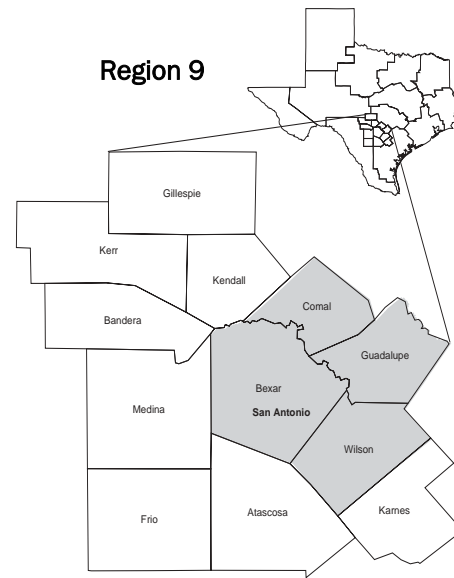 Region 9
Gillespie
Kerr
Kendall
Comal
Bandera
Guadalupe
Bexar
Medina
San Antonio
Wilson
Atascosa
Karnes
Frio